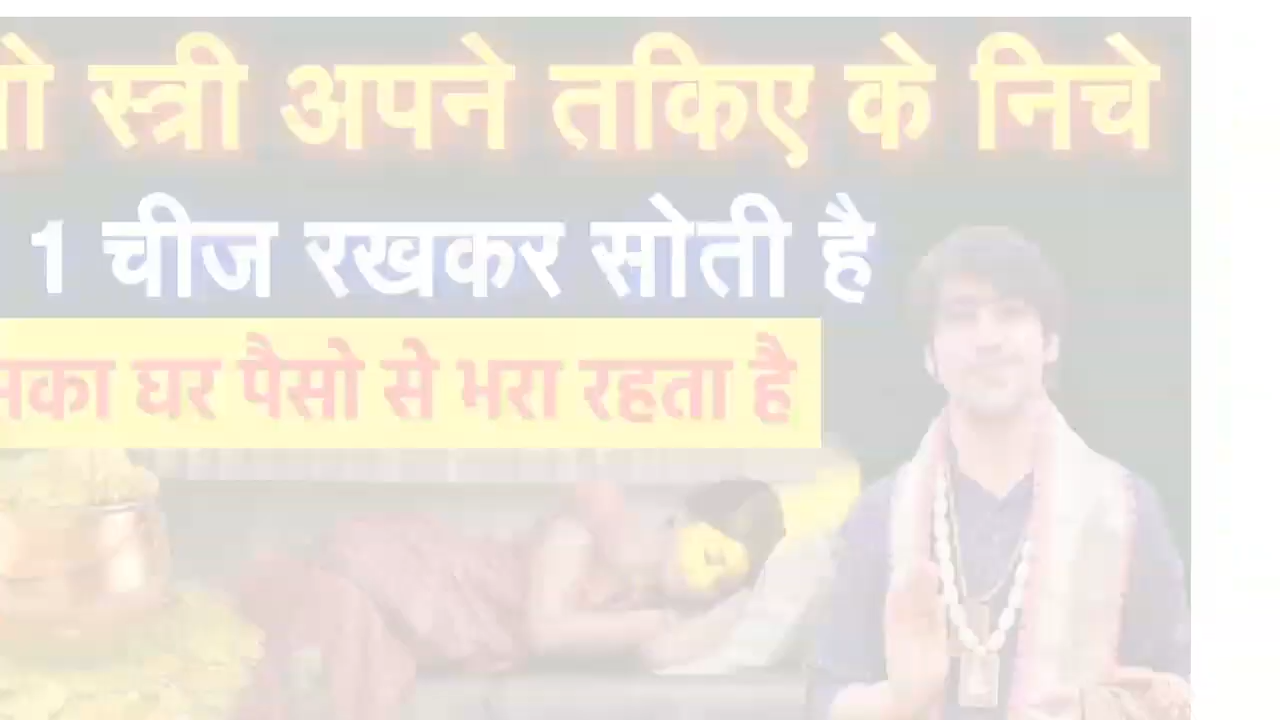 स्त्री अपने तकिए के निचे
1 चीज रखकर सोती है
घर पैसो से भरा रहता है